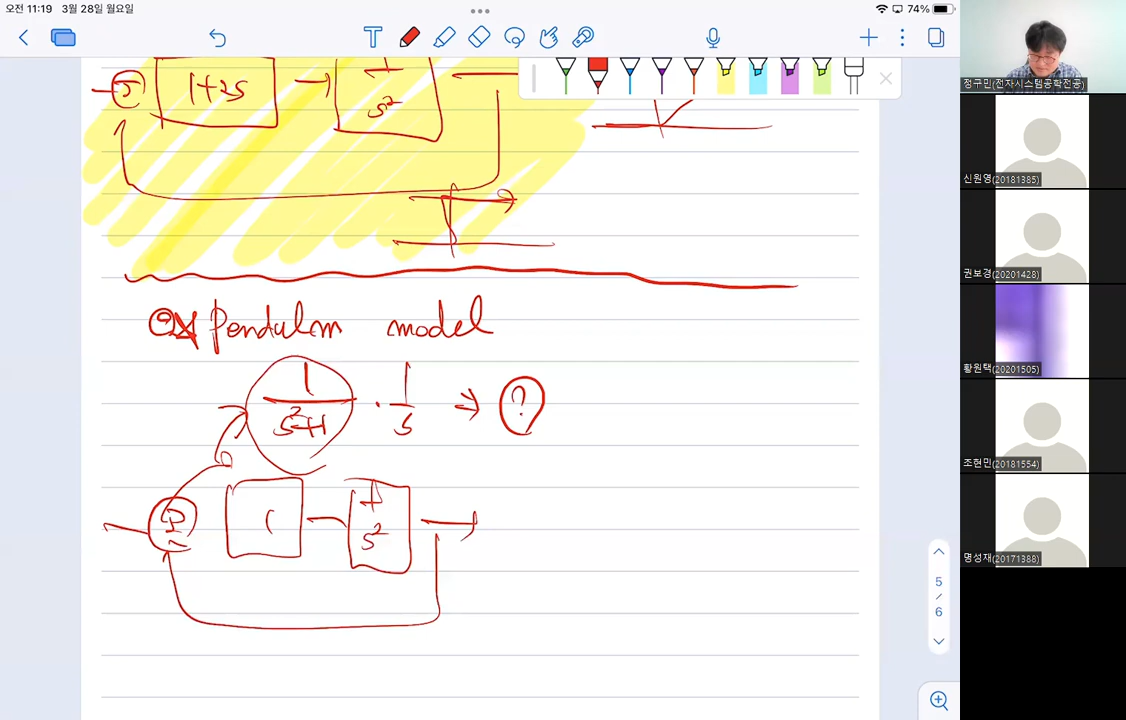 오전 11:19 3월 28일 월요일
74%
T
정구민(전자시스템공학전공)
신원영(20181385)
권보경(20201428)
황원택(20201505)
조현민(20181554)
명성재(20171388)
Σ 1+2s 1/s²
Ex Pendulm model
1/s²+1 · 1/s → ?
Σ 1 1/s²
5
/
6